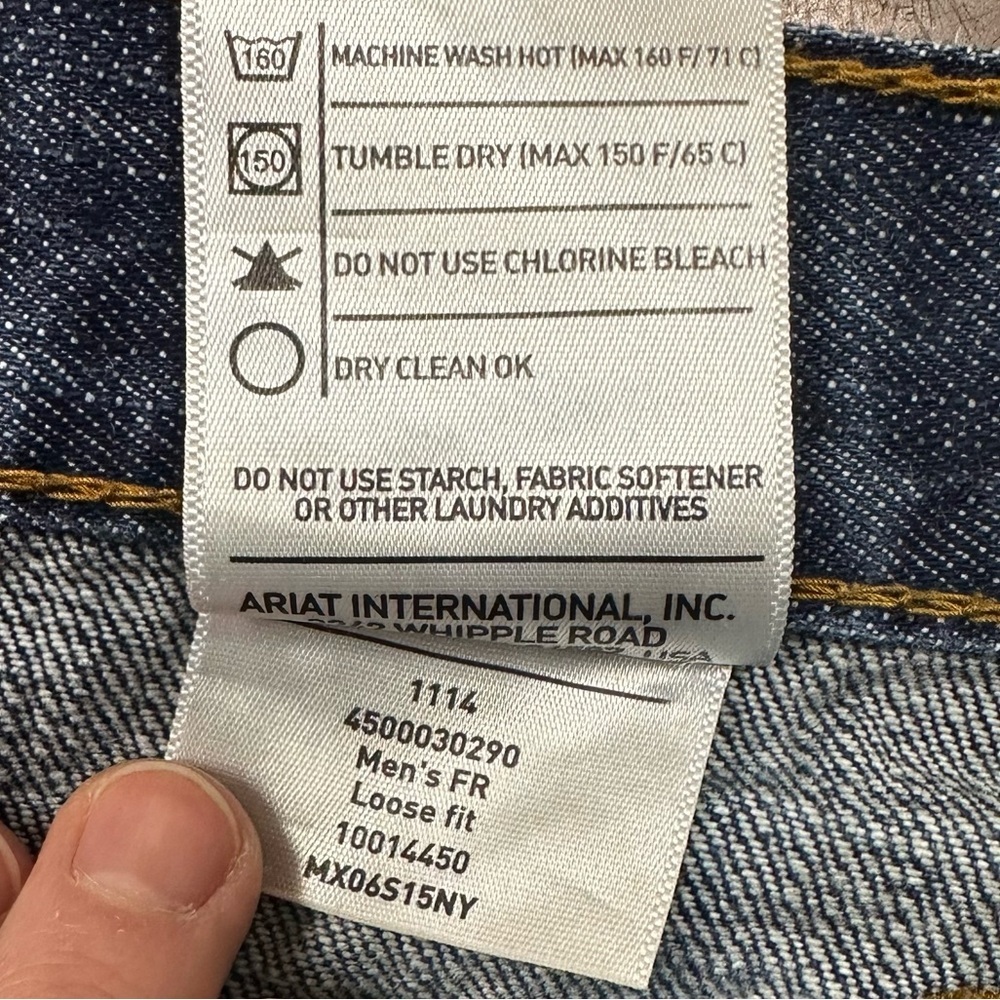 160
MACHINE WASH HOT (MAX 160 F/ 71 C)
150
TUMBLE DRY (MAX 150 F/65 C)
DO NOT USE CHLORINE BLEACH
DRY CLEAN OK
DO NOT USE STARCH, FABRIC SOFTENER
OR OTHER LAUNDRY ADDITIVES
ARIAT INTERNATIONAL, INC.
WHIPPLE ROAD
USA
1114
4500030290
Men's FR
Loose fit
10014450
MX06S15NY